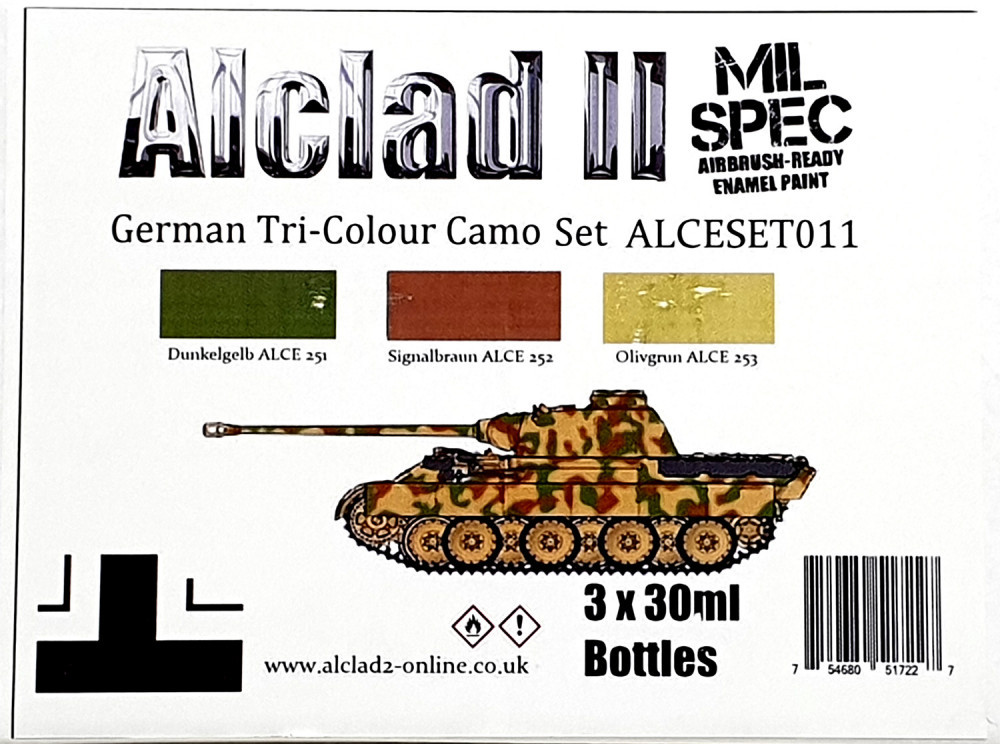 Alclad II
MIL
SPEC
AIRBRUSH-READY
ENAMEL PAINT
German Tri-Colour Camo Set ALCESET011
Dunkelgelb ALCE 251
Signalbraun ALCE 252
Olivgrun ALCE 253
3 x 30ml
Bottles
www.alclad2-online.co.uk
7 54680 51722 7